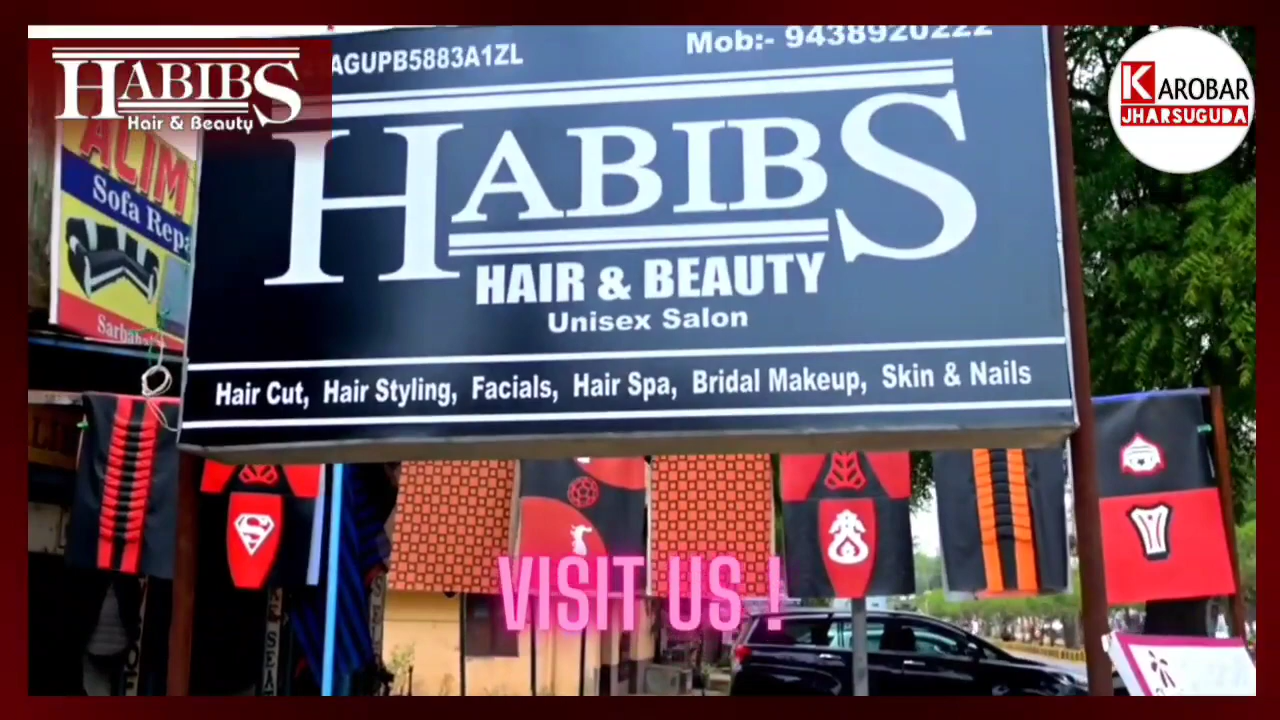 HABIBS
Hair & Beauty
KAROBAR
JHARSUGUDA
AGUPB5883A1ZL
Mob:- 9438920222
HABIBS
HAIR & BEAUTY
Unisex Salon
Hair Cut, Hair Styling, Facials, Hair Spa, Bridal Makeup, Skin & Nails
ALIM
Sofa Repa
VISIT US !